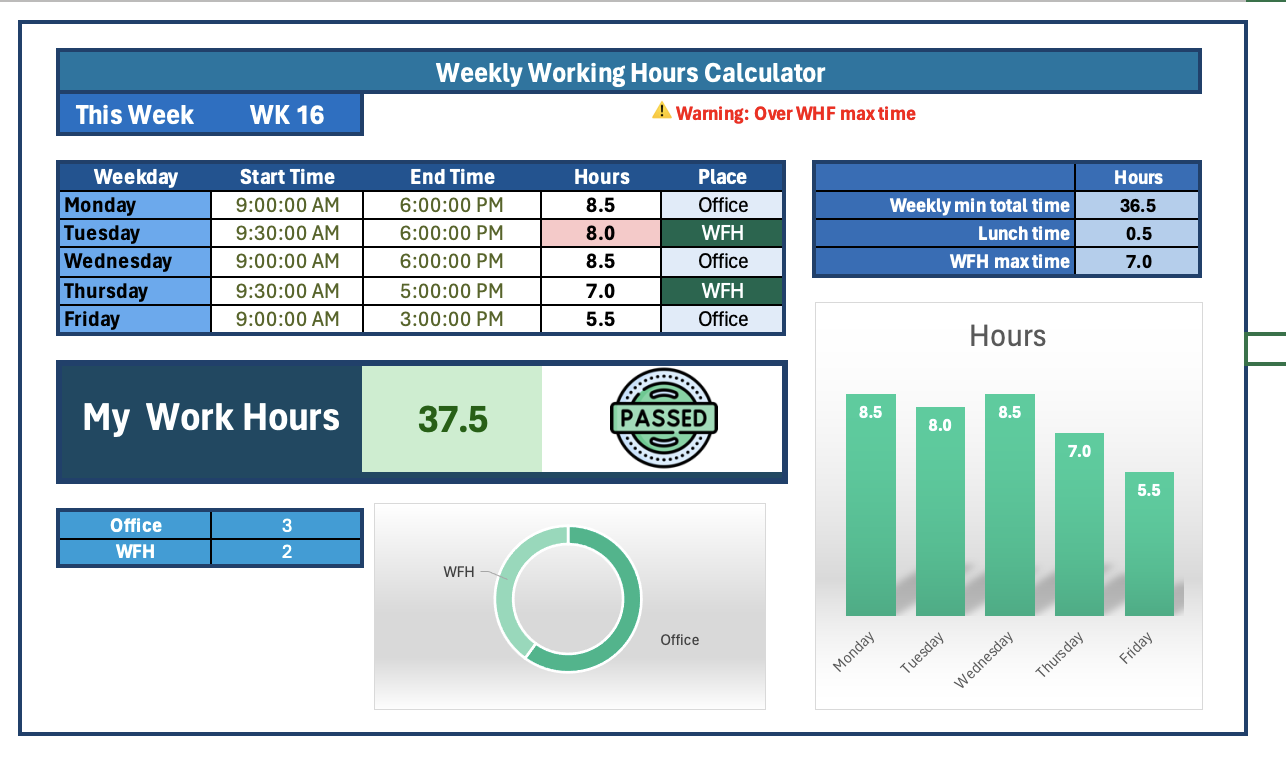 Weekly Working Hours Calculator
This Week WK 16
⚠️ Warning: Over WHF max time
Weekday Start Time End Time Hours Place
Monday 9:00:00 AM 6:00:00 PM 8.5 Office
Tuesday 9:30:00 AM 6:00:00 PM 8.0 WFH
Wednesday 9:00:00 AM 6:00:00 PM 8.5 Office
Thursday 9:30:00 AM 5:00:00 PM 7.0 WFH
Friday 9:00:00 AM 3:00:00 PM 5.5 Office
Hours
Weekly min total time 36.5
Lunch time 0.5
WFH max time 7.0
My Work Hours 37.5 PASSED
Office 3
WFH 2
WFH
Office
Hours
8.5 8.0 8.5 7.0 5.5
Monday Tuesday Wednesday Thursday Friday